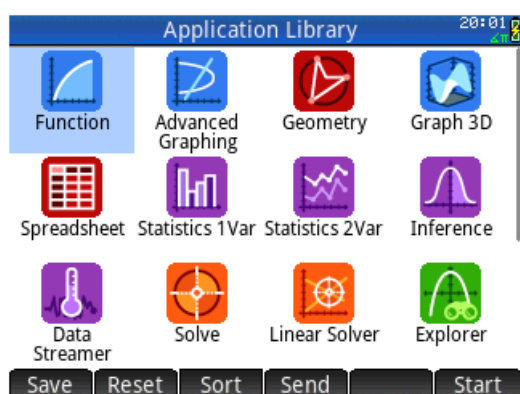 Application Library
20:01
∡π
Function
Advanced
Graphing
Geometry
Graph 3D
Spreadsheet
Statistics 1Var
Statistics 2Var
Inference
Data
Streamer
Solve
Linear Solver
Explorer
Save Reset Sort Send Start